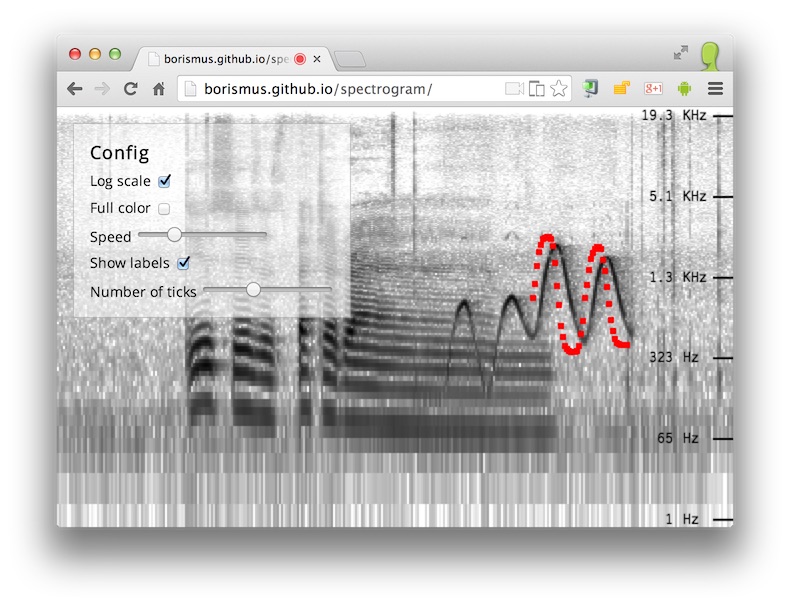 borismus.github.io/spe
borismus.github.io/spectrogram/
g+1
19.3 KHz
Config
Log scale
5.1 KHz
Full color
Speed
Show labels
1.3 KHz
Number of ticks
323 Hz
65 Hz
1 Hz